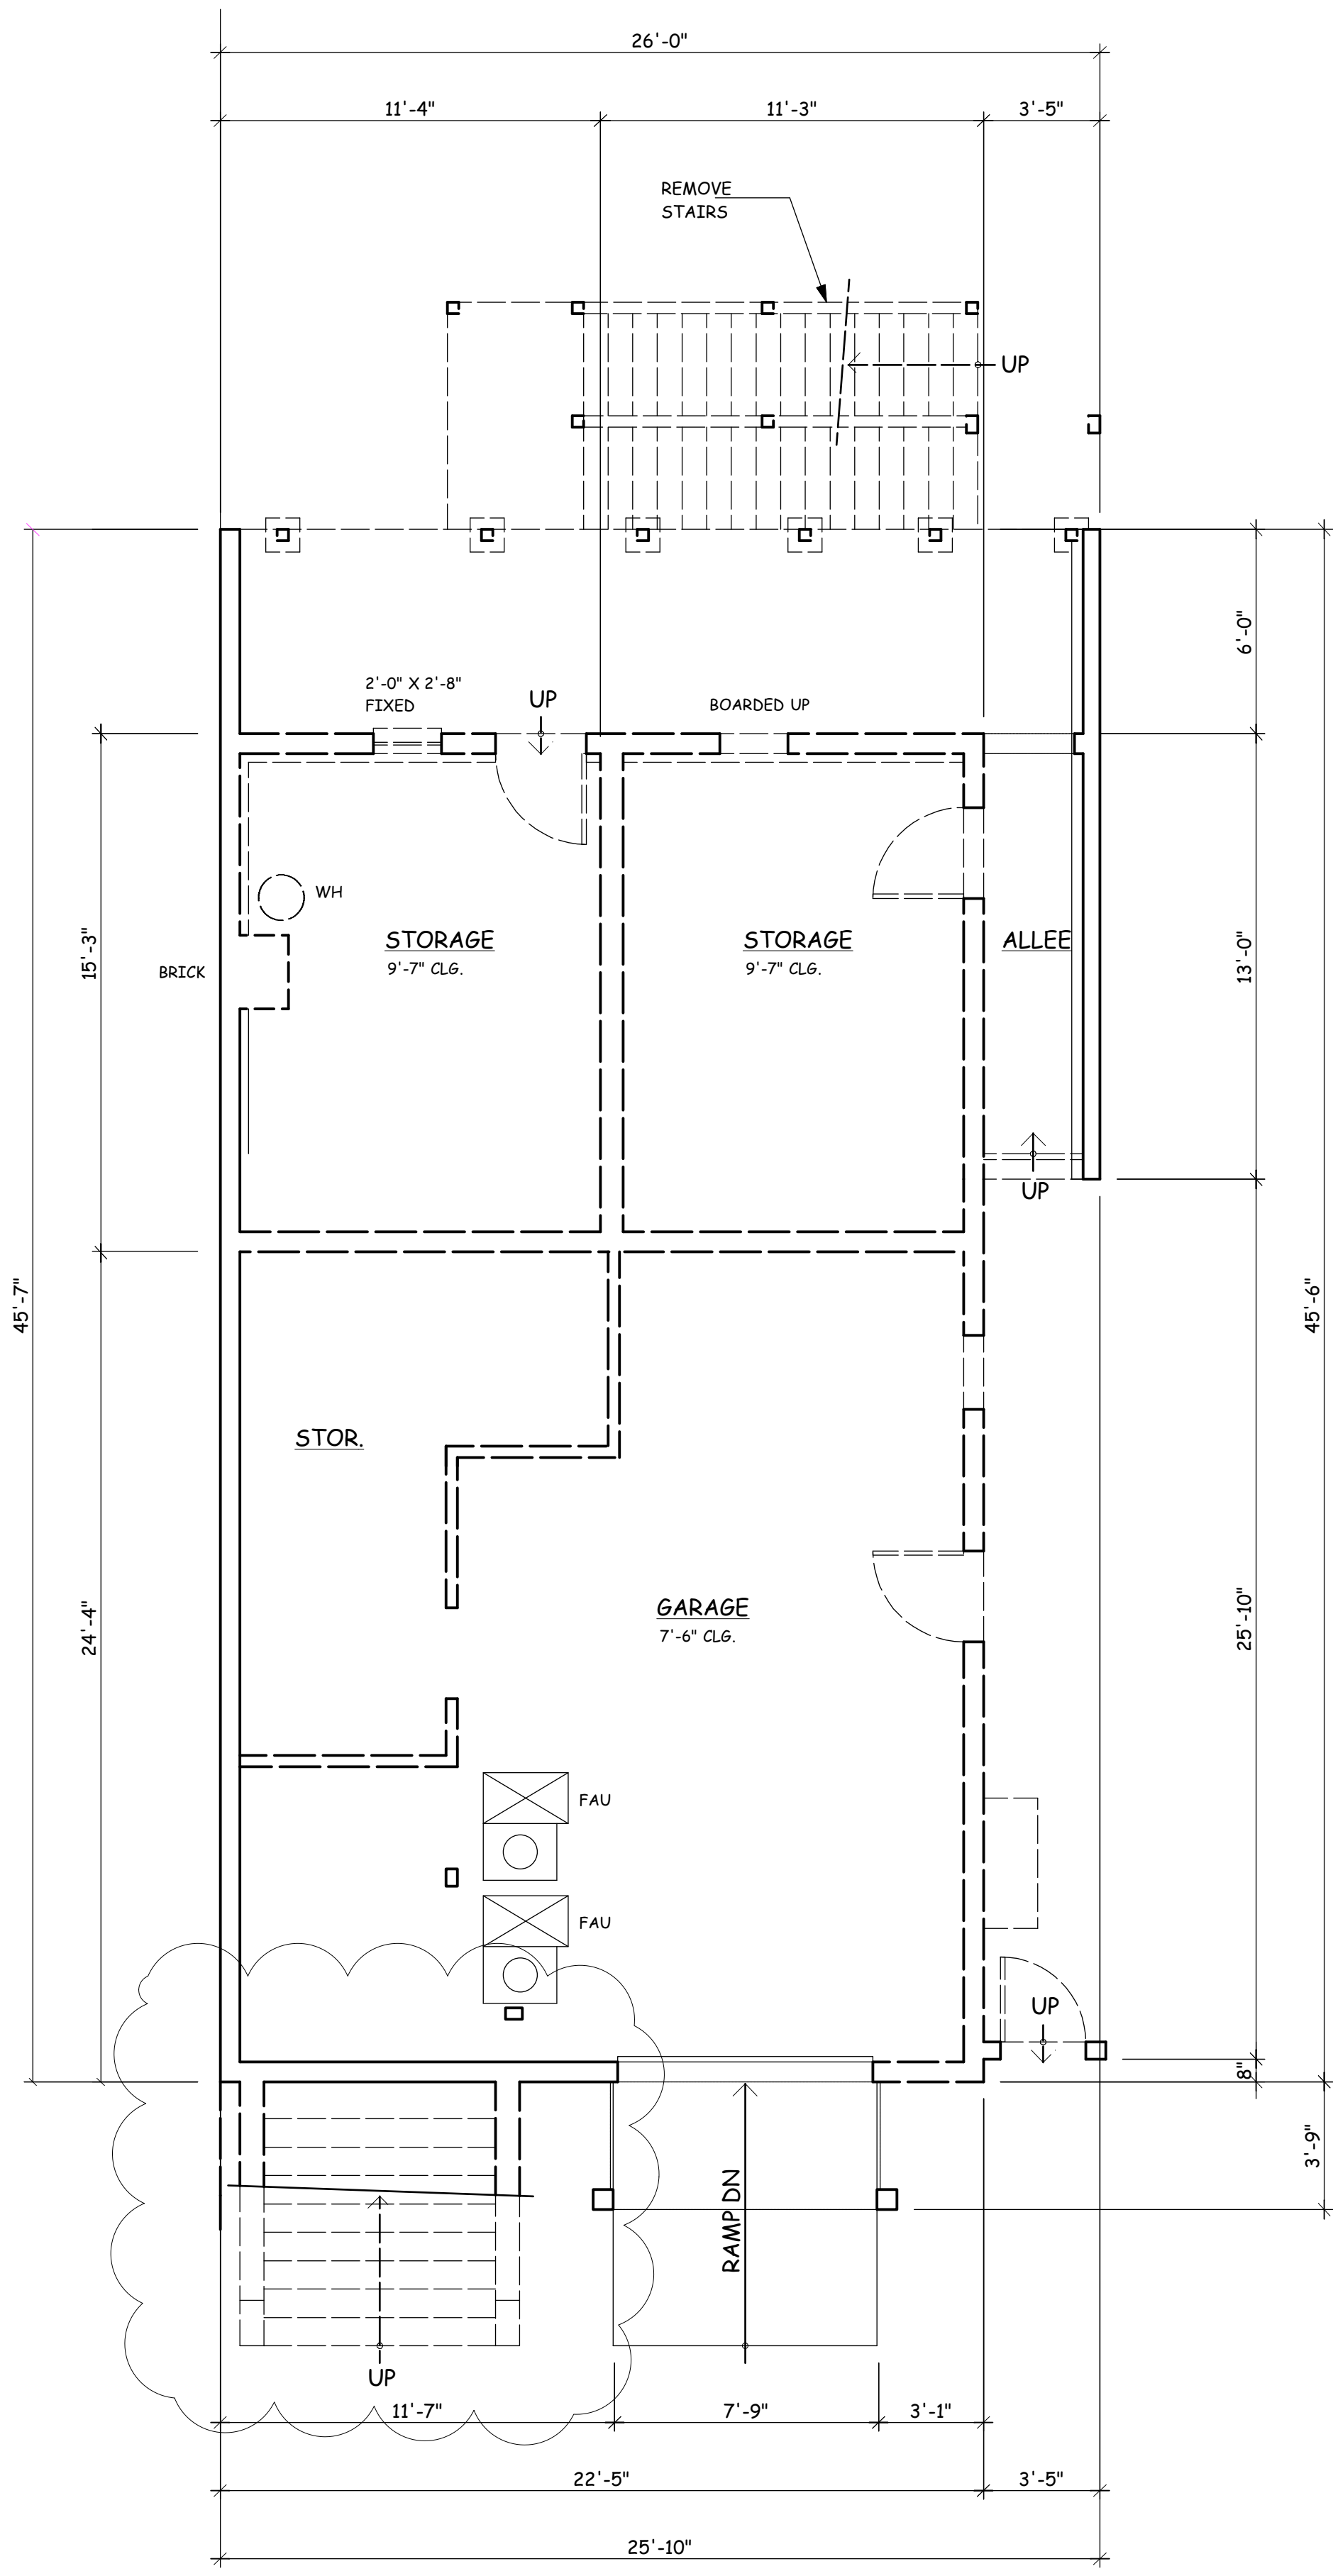 26'-0"
11'-4"
11'-3"
3'-5"
REMOVE
STAIRS
UP
6'-0"
2'-0" X 2'-8"
FIXED
UP
BOARDED UP
WH
STORAGE
9'-7" CLG.
STORAGE
9'-7" CLG.
ALLEE
15'-3"
BRICK
13'-0"
UP
45'-7"
45'-6"
STOR.
GARAGE
7'-6" CLG.
24'-4"
25'-10"
FAU
FAU
UP
8"
3'-9"
RAMP DN
UP
11'-7"
7'-9"
3'-1"
22'-5"
3'-5"
25'-10"